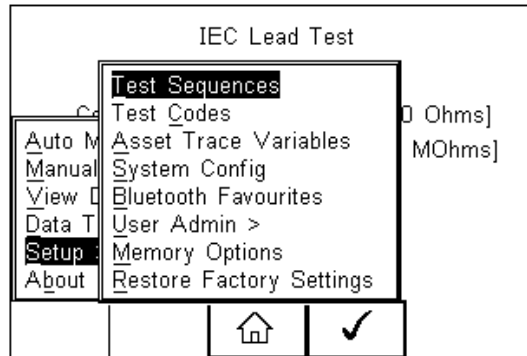 IEC Lead Test
Test Sequences
Test Codes
Asset Trace Variables
System Config
Bluetooth Favourites
User Admin >
Memory Options
Restore Factory Settings
Ohms]
MOhms]
Auto M
Manual
View
Data T
Setup
About